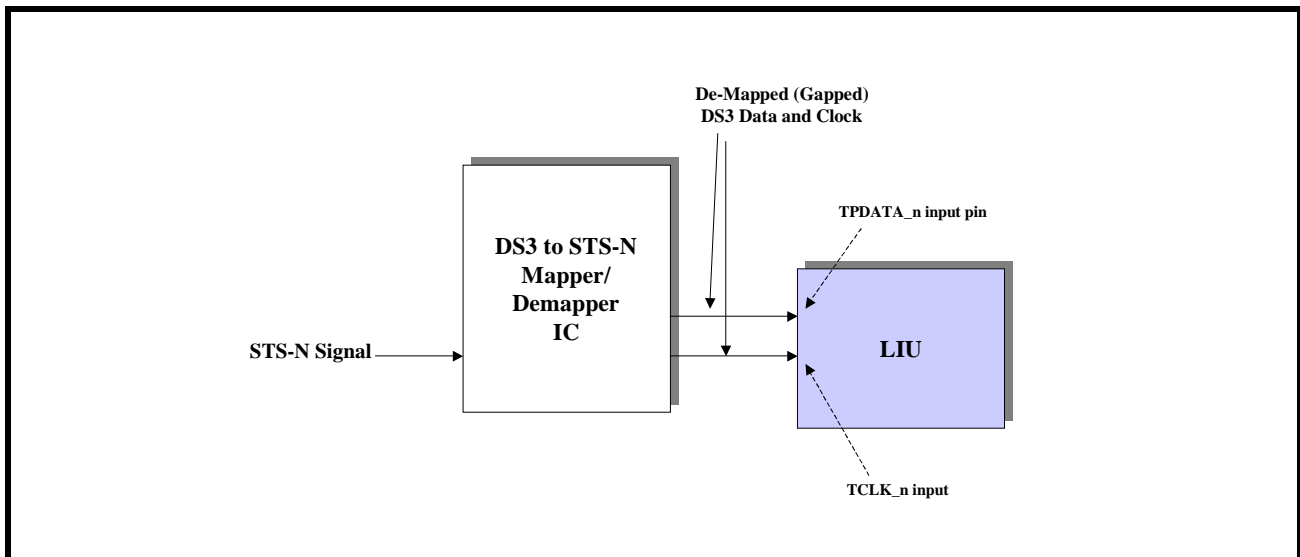 De-Mapped (Gapped)
DS3 Data and Clock
TPDATA_n input pin
DS3 to STS-N
Mapper/
Demapper
IC
STS-N Signal
LIU
TCLK_n input